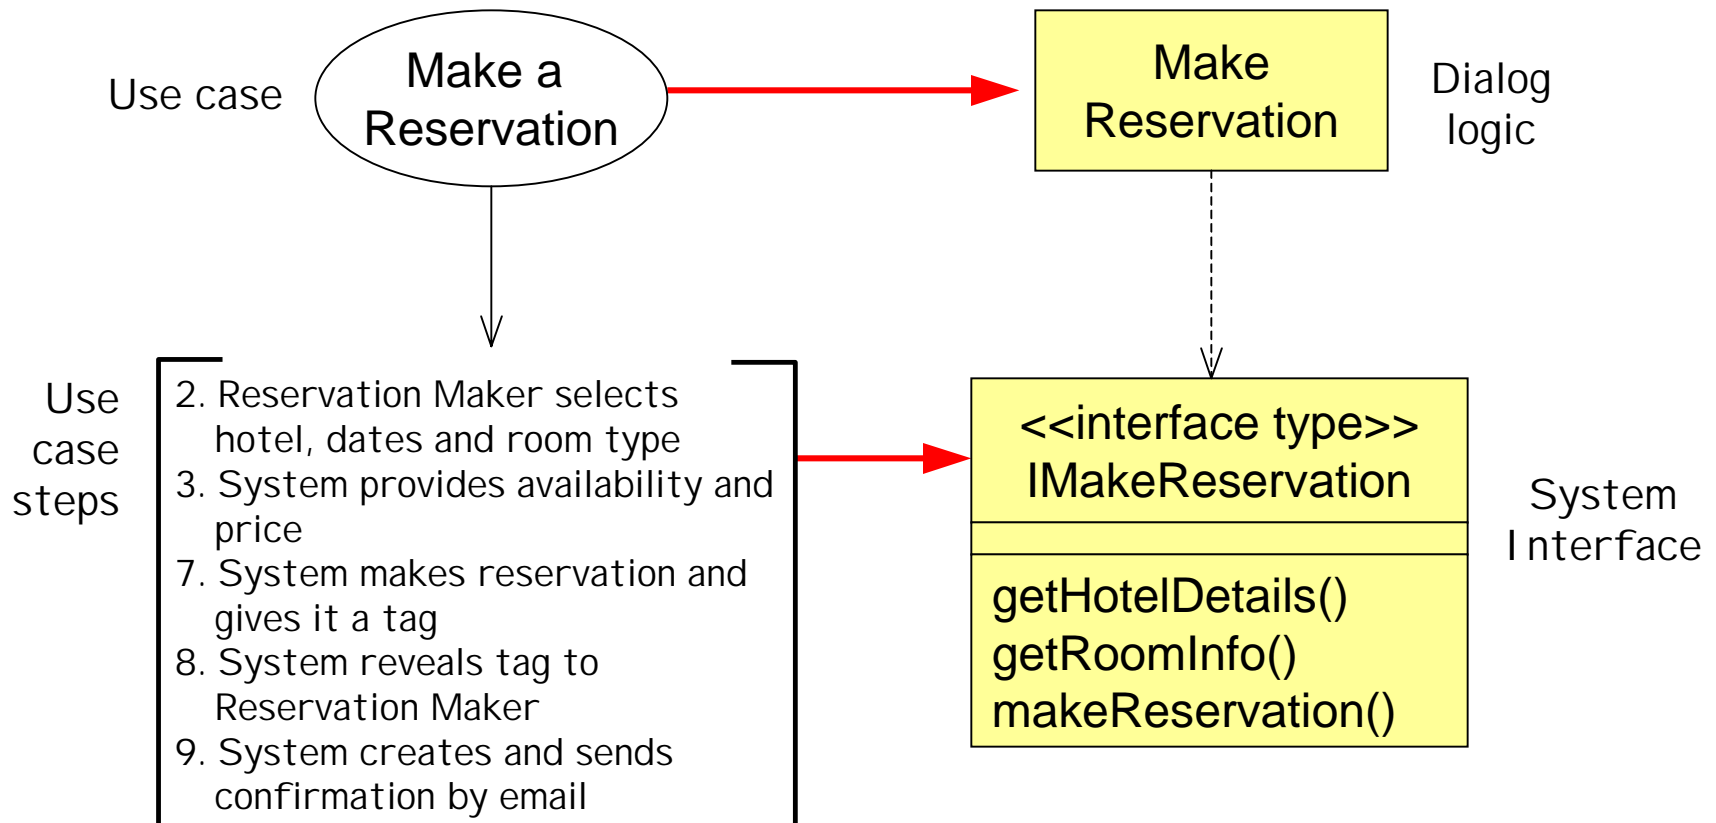 Use case
Make a
Reservation
Make
Reservation
Dialog
logic
Use
case
steps
2. Reservation Maker selects
hotel, dates and room type
3. System provides availability and
price
7. System makes reservation and
gives it a tag
8. System reveals tag to
Reservation Maker
9. System creates and sends
confirmation by email
<<interface type>>
IMakeReservation
getHotelDetails()
getRoomInfo()
makeReservation()
System
Interface